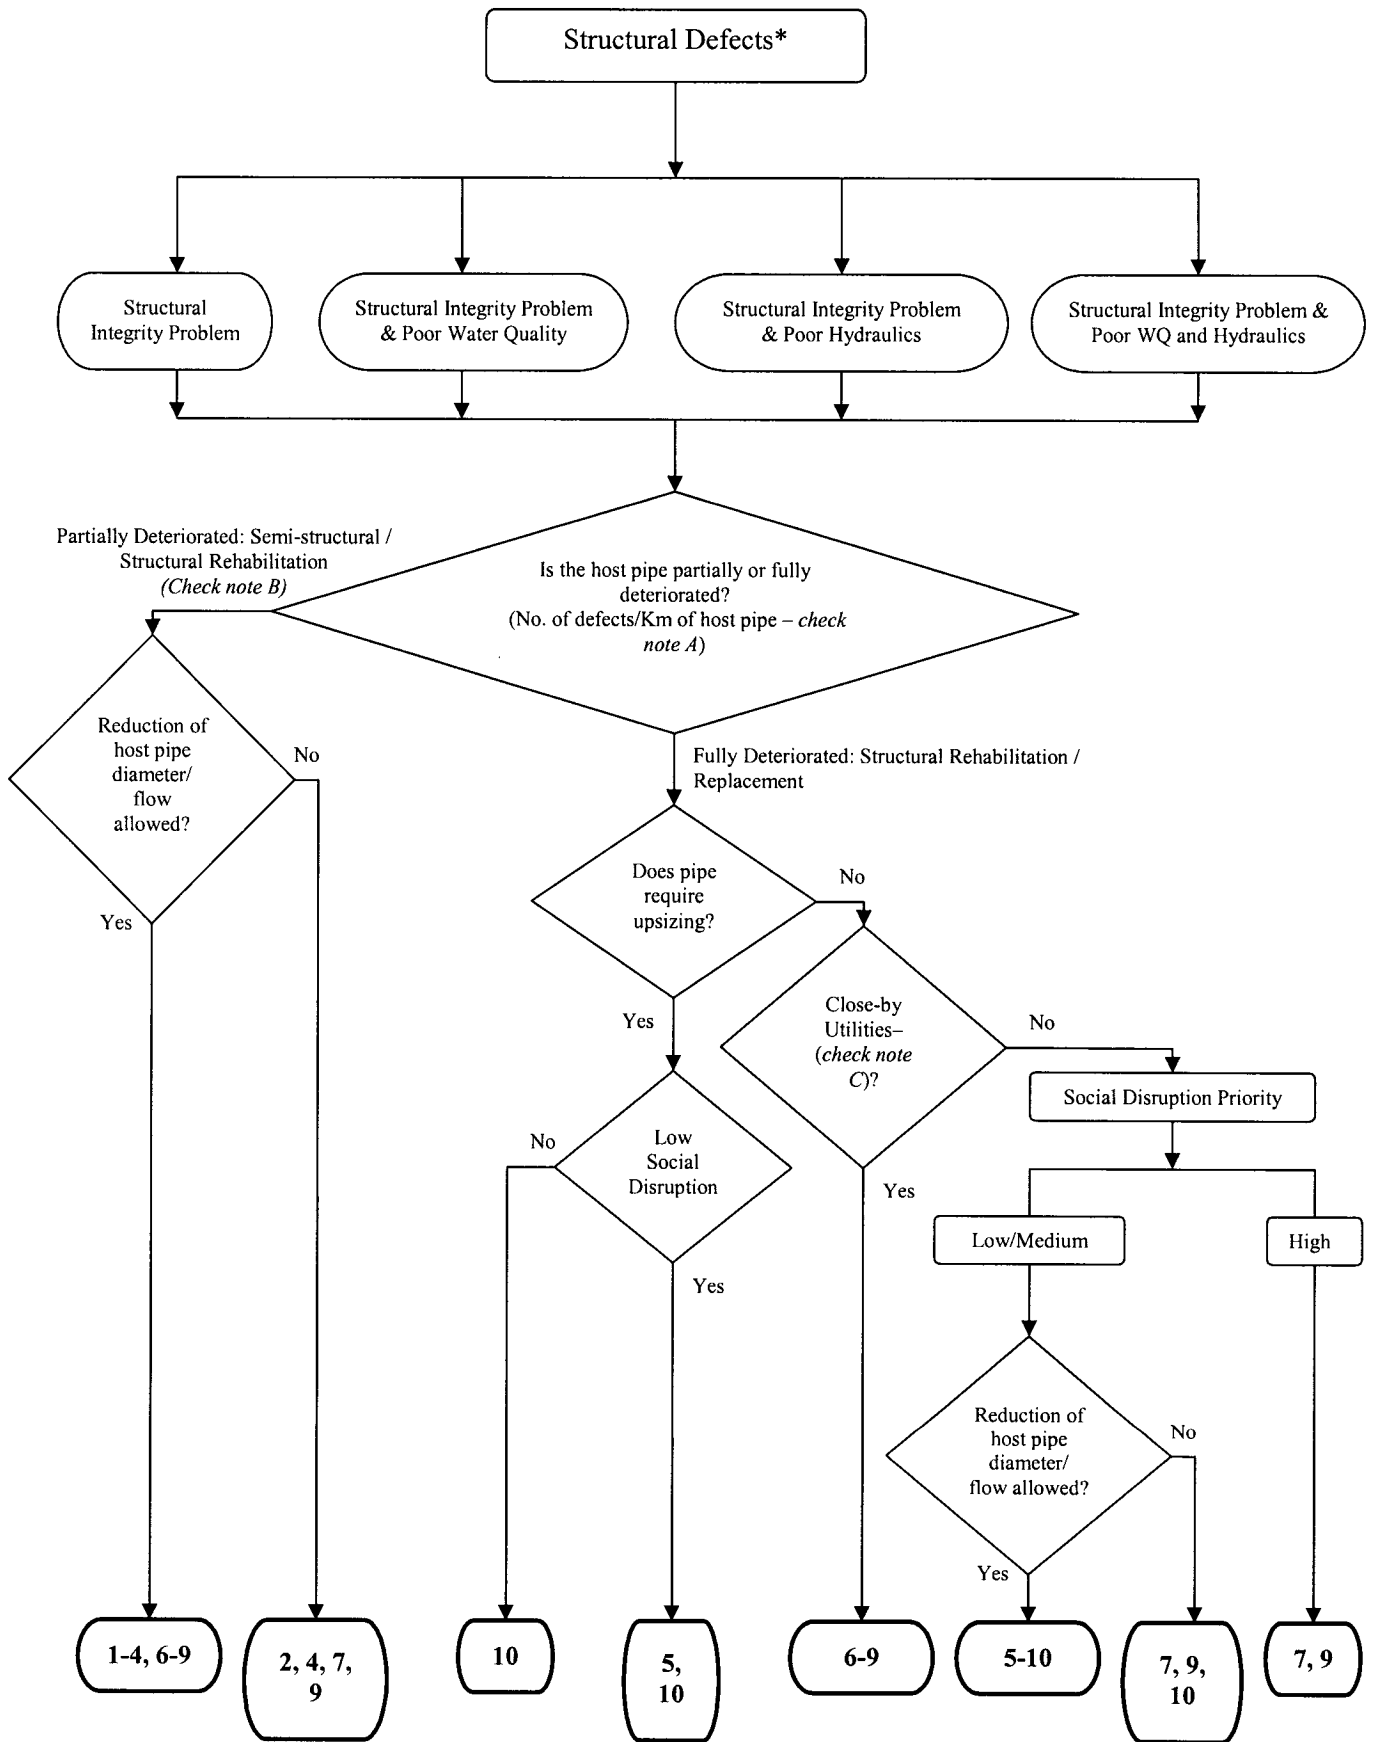 Structural Defects*
Structural
Integrity Problem
Structural Integrity Problem
& Poor Water Quality
Structural Integrity Problem
& Poor Hydraulics
Structural Integrity Problem &
Poor WQ and Hydraulics
Partially Deteriorated: Semi-structural /
Structural Rehabilitation
(Check note B)
Is the host pipe partially or fully
deteriorated?
(No. of defects/Km of host pipe – check
note A)
Reduction of
host pipe
diameter/
flow
allowed?
No
Yes
Fully Deteriorated: Structural Rehabilitation /
Replacement
Does pipe
require
upsizing?
No
Yes
Close-by
Utilities–
(check note
C)?
No
Yes
Social Disruption Priority
Low
Social
Disruption
No
Yes
Low/Medium
High
Reduction of
host pipe
diameter/
flow allowed?
No
Yes
1-4, 6-9
2, 4, 7,
9
10
5,
10
6-9
5-10
7, 9,
10
7, 9